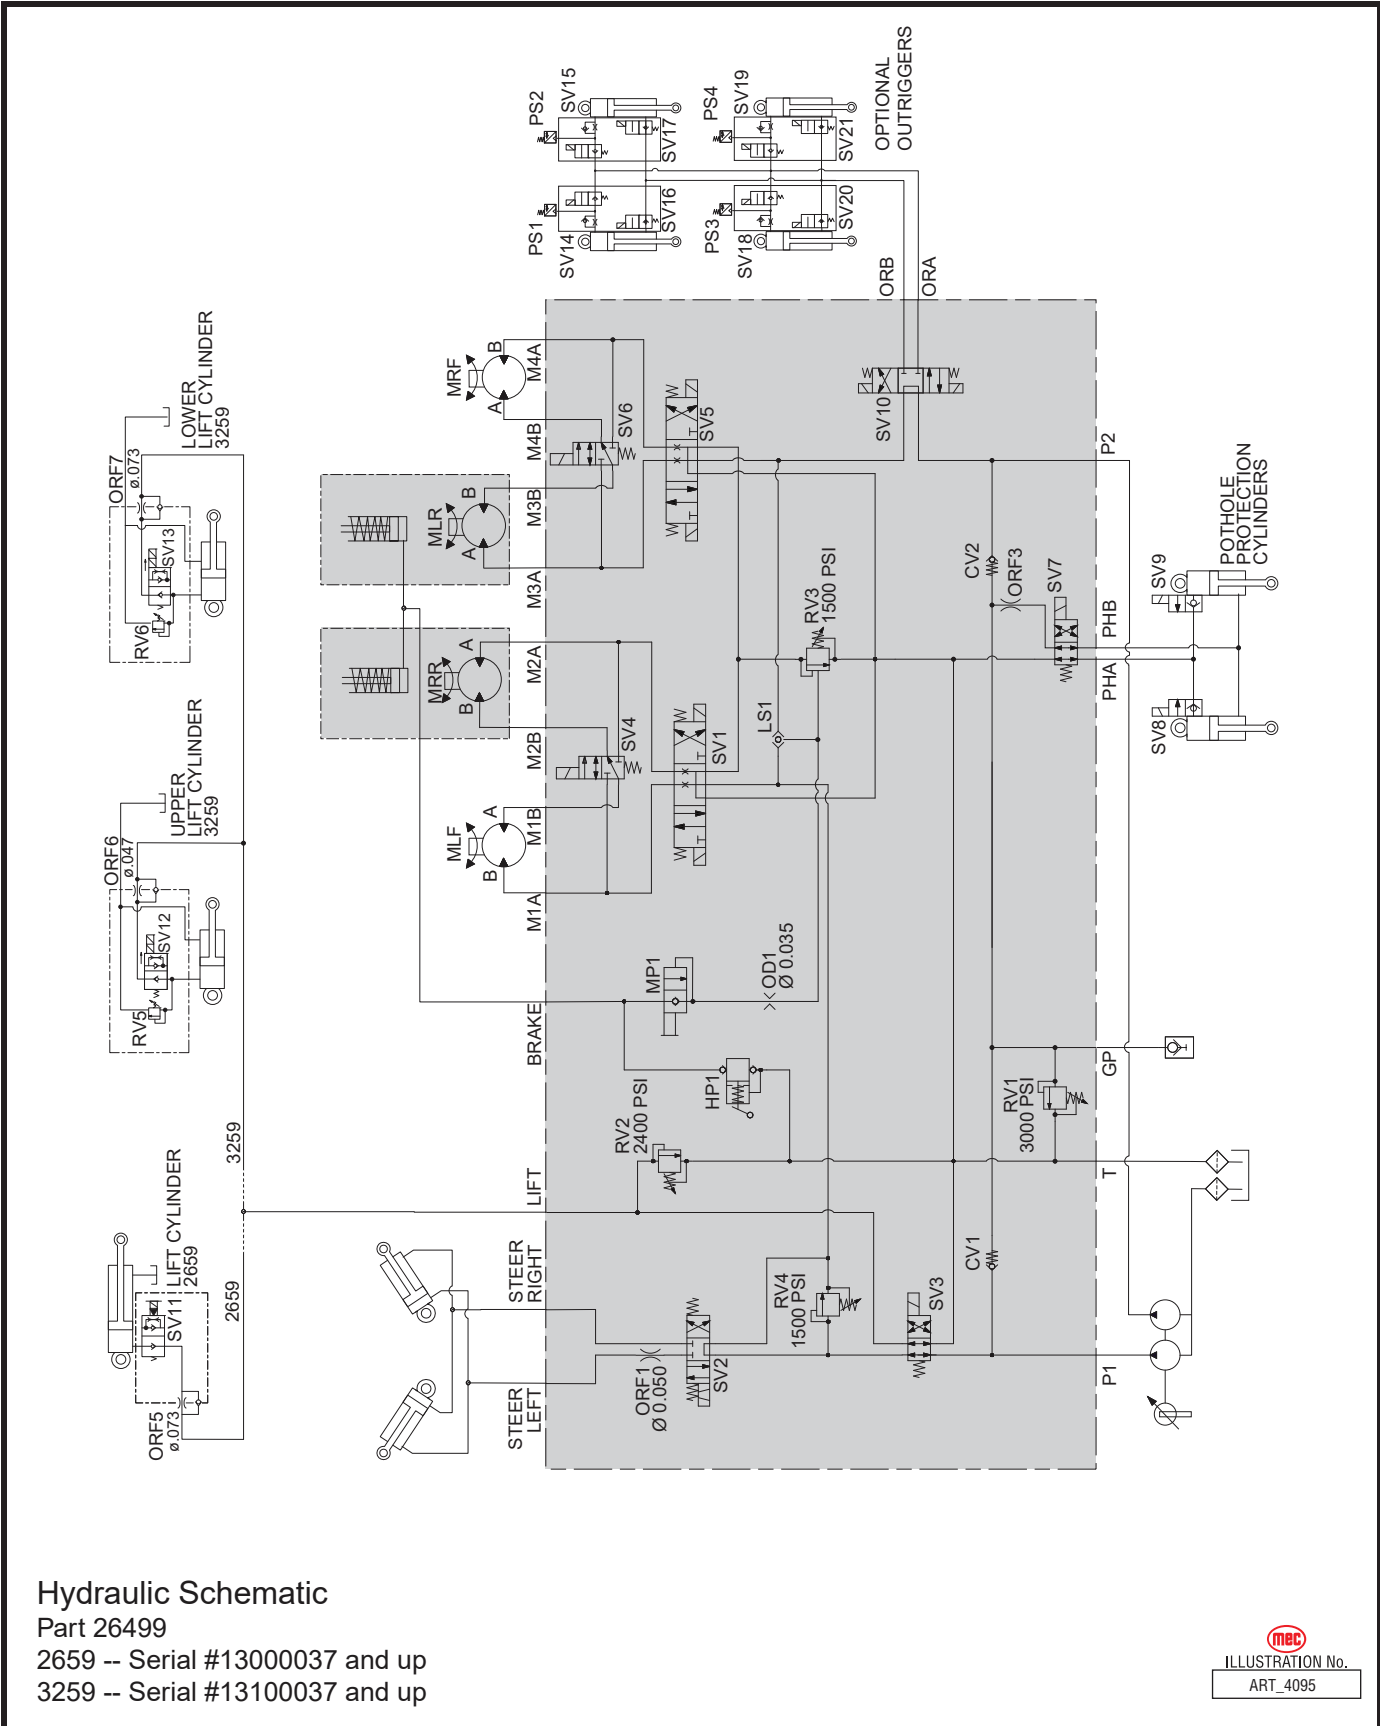 PS2
SV15
SV17
PS1
SV14
SV16
PS4
SV19
SV21
PS3
SV18
SV20
OPTIONAL
OUTRIGGERS
ORB
ORA
LOWER
LIFT CYLINDER
3259
ORF7
ø.073
SV13
RV6
UPPER
LIFT CYLINDER
3259
ORF6
ø.047
SV12
RV5
3259
LIFT CYLINDER
2659
SV11
2659
ORF5
ø.073
MRF
A
B
M4A
M4B
MLR
A
B
M3B
M3A
MRR
A
B
M2A
M2B
MLF
A
B
M1B
M1A
BRAKE
LIFT
STEER
RIGHT
STEER
LEFT
SV6
SV5
SV10
SV4
SV1
LS1
RV3
1500 PSI
CV2
ORF3
SV7
MP1
OD1
Ø 0.035
HP1
RV2
2400 PSI
RV1
3000 PSI
CV1
RV4
1500 PSI
SV3
SV2
ORF1
Ø 0.050
P2
PHB
PHA
GP
T
P1
SV9
SV8
POTHOLE
PROTECTION
CYLINDERS
Hydraulic Schematic
Part 26499
2659 -- Serial #13000037 and up
3259 -- Serial #13100037 and up
mec
ILLUSTRATION No.
ART_4095